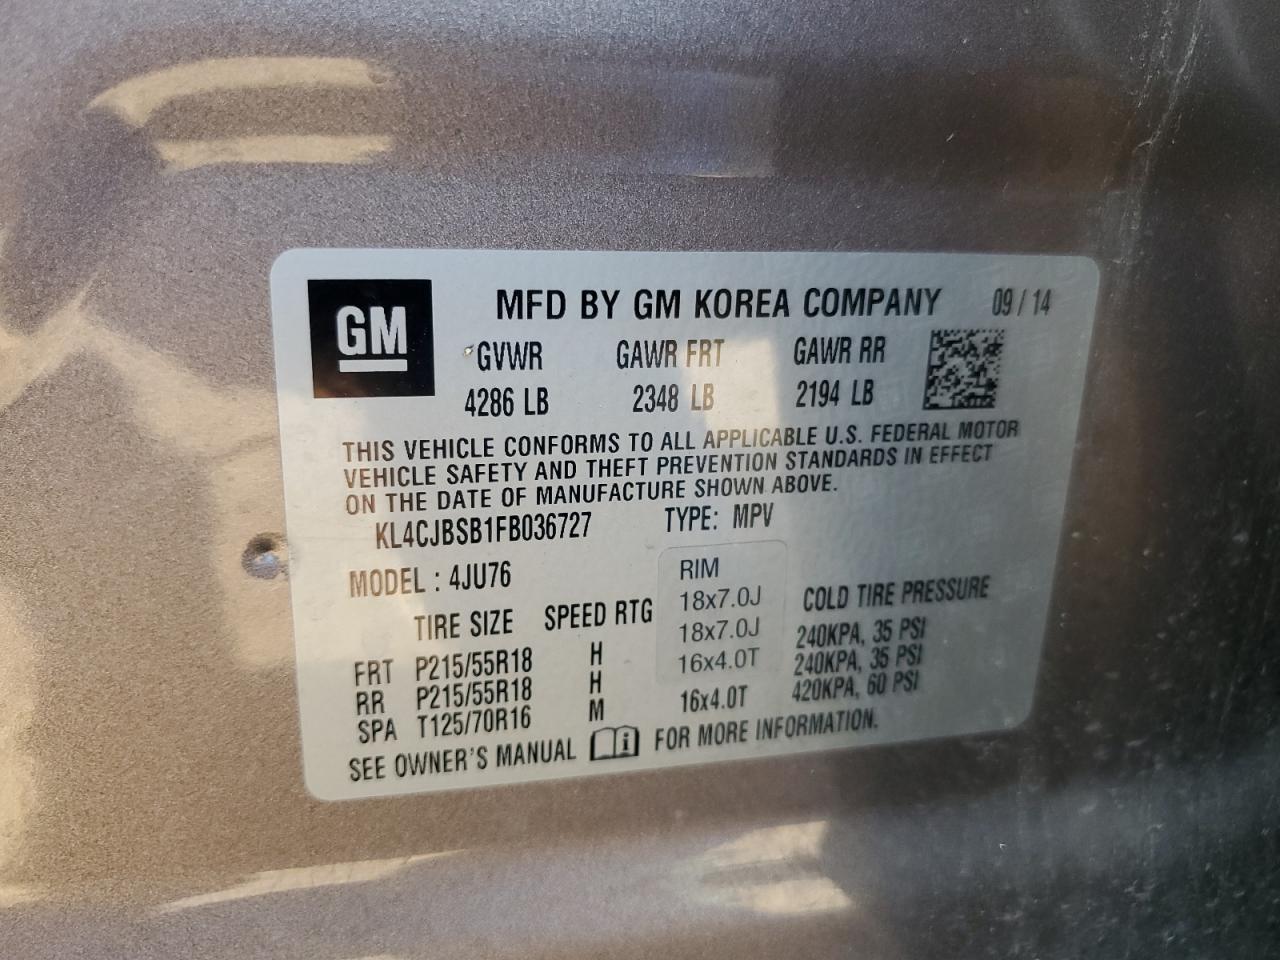 GM
MFD BY GM KOREA COMPANY 09 / 14
GVWR GAWR FRT GAWR RR
4286 LB 2348 LB 2194 LB
THIS VEHICLE CONFORMS TO ALL APPLICABLE U.S. FEDERAL MOTOR
VEHICLE SAFETY AND THEFT PREVENTION STANDARDS IN EFFECT
ON THE DATE OF MANUFACTURE SHOWN ABOVE.
KL4CJBSB1FB036727 TYPE: MPV
MODEL : 4JU76
TIRE SIZE SPEED RTG RIM COLD TIRE PRESSURE
FRT P215/55R18 H 18x7.0J 240KPA, 35 PSI
RR P215/55R18 H 18x7.0J 240KPA, 35 PSI
SPA T125/70R16 M 16x4.0T 420KPA, 60 PSI
16x4.0T
SEE OWNER'S MANUAL i FOR MORE INFORMATION.